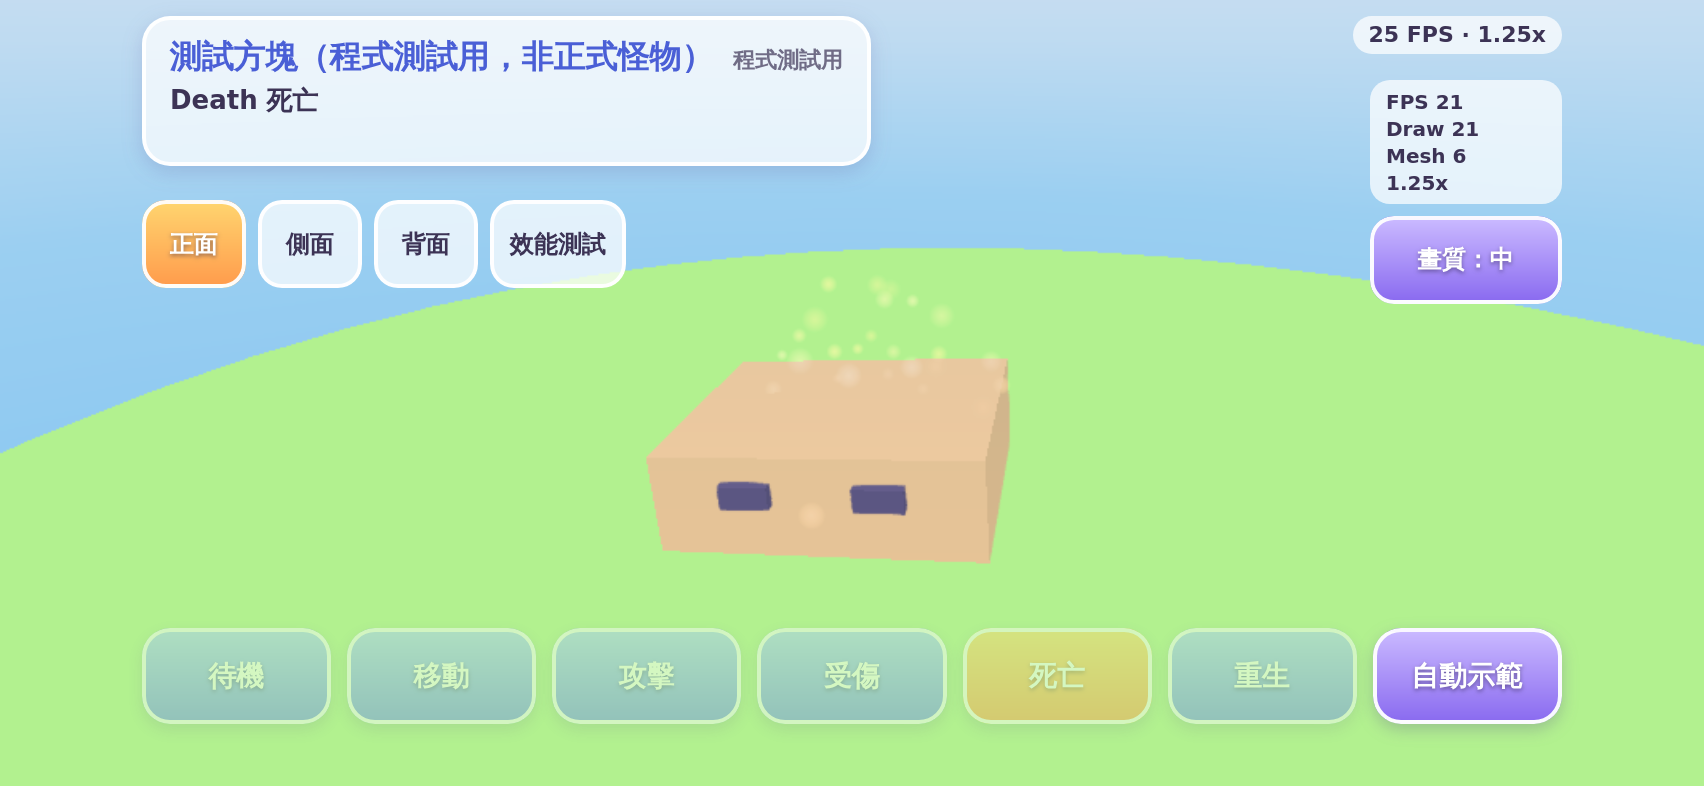 測試方塊（程式測試用，非正式怪物） 程式測試用
Death 死亡
25 FPS · 1.25x
FPS 21
Draw 21
Mesh 6
1.25x
正面
側面
背面
效能測試
畫質：中
待機
移動
攻擊
受傷
死亡
重生
自動示範